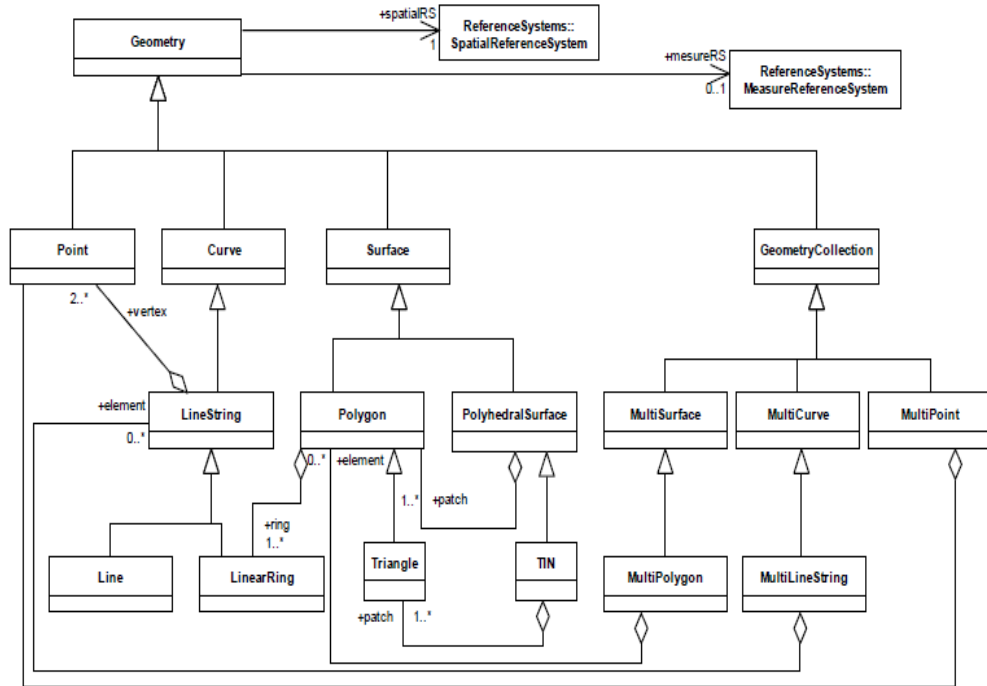 +spatialRS
1
ReferenceSystems::
SpatialReferenceSystem
Geometry
+mesureRS
0..1
ReferenceSystems::
MeasureReferenceSystem
Point
Curve
Surface
GeometryCollection
2..*
+vertex
+element
0..*
LineString
Polygon
PolyhedralSurface
MultiSurface
MultiCurve
MultiPoint
0..*
+element
1..*
+patch
+ring
1..*
Line
LinearRing
Triangle
TIN
MultiPolygon
MultiLineString
+patch
1..*